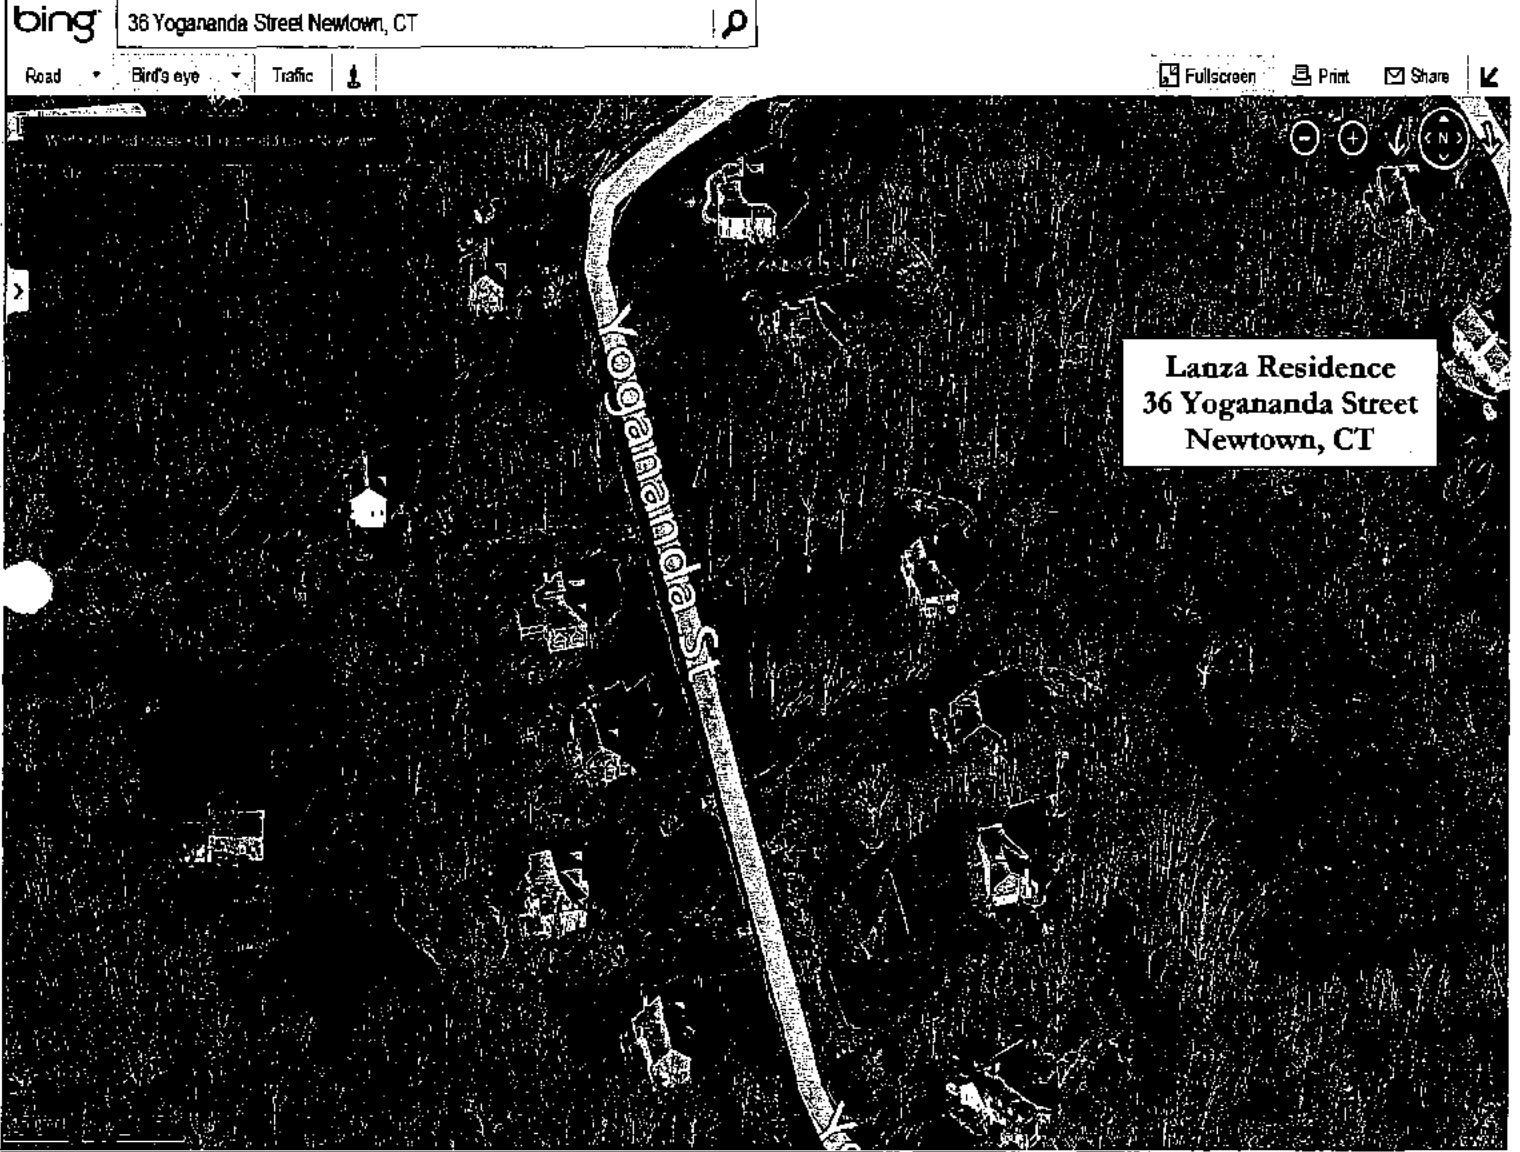 bing
36 Yogananda Street Newtown, CT
Road
Bird's eye
Traffic
Fullscreen
Print
Share
N
Yogananda St
Lanza Residence
36 Yogananda Street
Newtown, CT
Yo